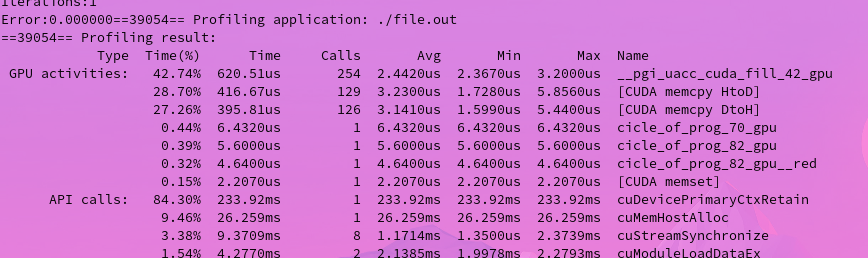 Iterations:1
Error:0.000000==39054== Profiling application: ./file.out
==39054== Profiling result:
Type Time(%) Time Calls Avg Min Max Name
GPU activities: 42.74% 620.51us 254 2.4420us 2.3670us 3.2000us __pgi_uacc_cuda_fill_42_gpu
28.70% 416.67us 129 3.2300us 1.7280us 5.8560us [CUDA memcpy HtoD]
27.26% 395.81us 126 3.1410us 1.5990us 5.4400us [CUDA memcpy DtoH]
0.44% 6.4320us 1 6.4320us 6.4320us 6.4320us cicle_of_prog_70_gpu
0.39% 5.6000us 1 5.6000us 5.6000us 5.6000us cicle_of_prog_82_gpu
0.32% 4.6400us 1 4.6400us 4.6400us 4.6400us cicle_of_prog_82_gpu__red
0.15% 2.2070us 1 2.2070us 2.2070us 2.2070us [CUDA memset]
API calls: 84.30% 233.92ms 1 233.92ms 233.92ms 233.92ms cuDevicePrimaryCtxRetain
9.46% 26.259ms 1 26.259ms 26.259ms 26.259ms cuMemHostAlloc
3.38% 9.3709ms 8 1.1714ms 1.3500us 2.3739ms cuStreamSynchronize
1.54% 4.2770ms 2 2.1385ms 1.9978ms 2.2793ms cuModuleLoadDataEx